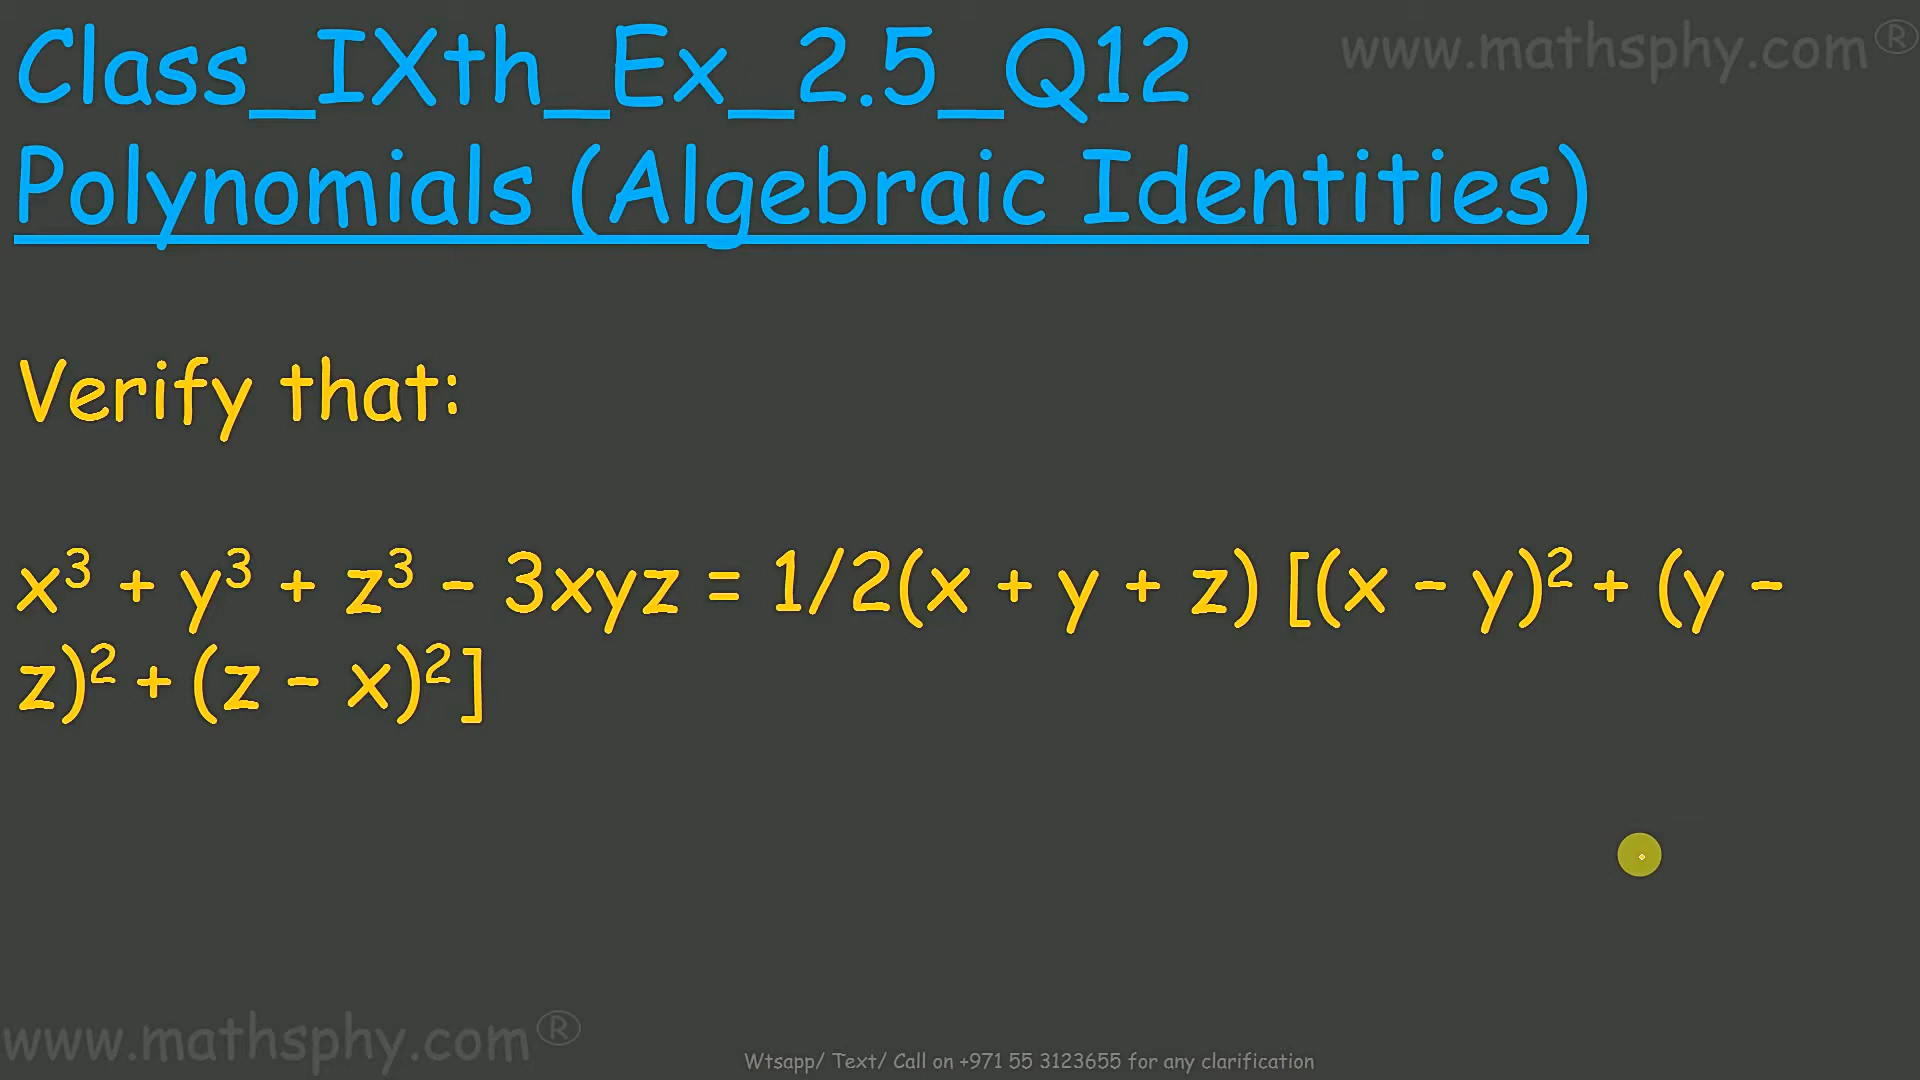 Class_IXth_Ex_2.5_Q12
www.mathsphy.com®
Polynomials (Algebraic Identities)
Verify that:
x³ + y³ + z³ – 3xyz = 1/2(x + y + z) [(x – y)² + (y –
z)² + (z – x)²]
www.mathsphy.com®
Wtsapp/ Text/ Call on +971 55 3123655 for any clarification